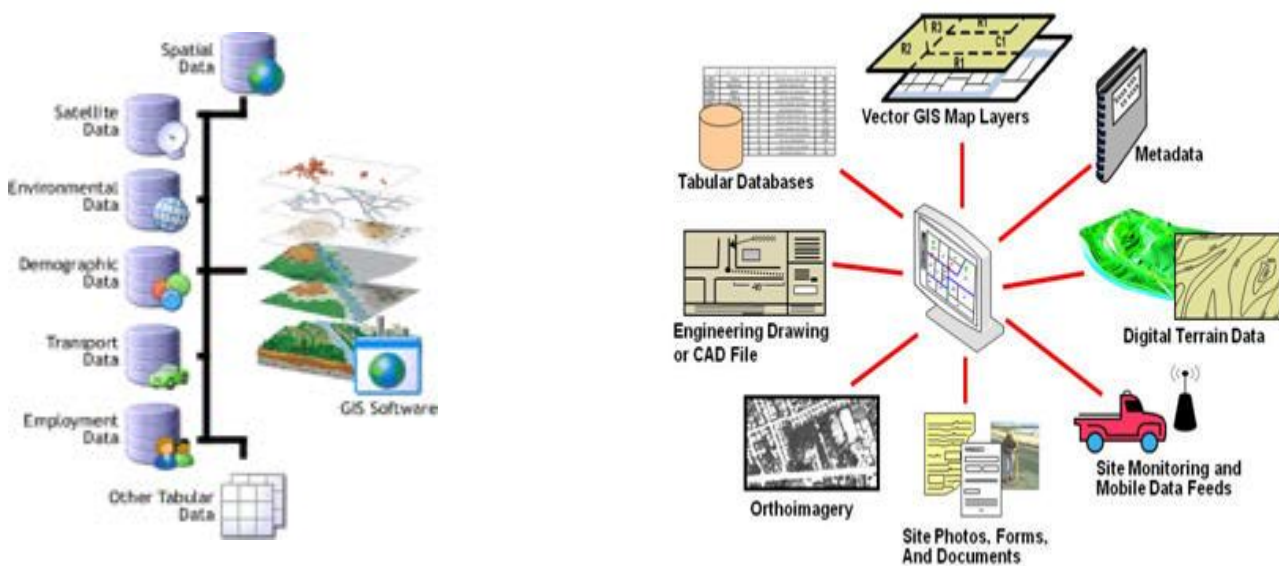 Spatial
Data
Satellite
Data
Environmental
Data
Demographic
Data
Transport
Data
Employment
Data
Other Tabular
Data
GIS Software
R3
R1
R2
C1
R1
Vector GIS Map Layers
Tabular Databases
Metadata
Engineering Drawing
or CAD File
Digital Terrain Data
Orthoimagery
Site Photos, Forms,
And Documents
Site Monitoring and
Mobile Data Feeds